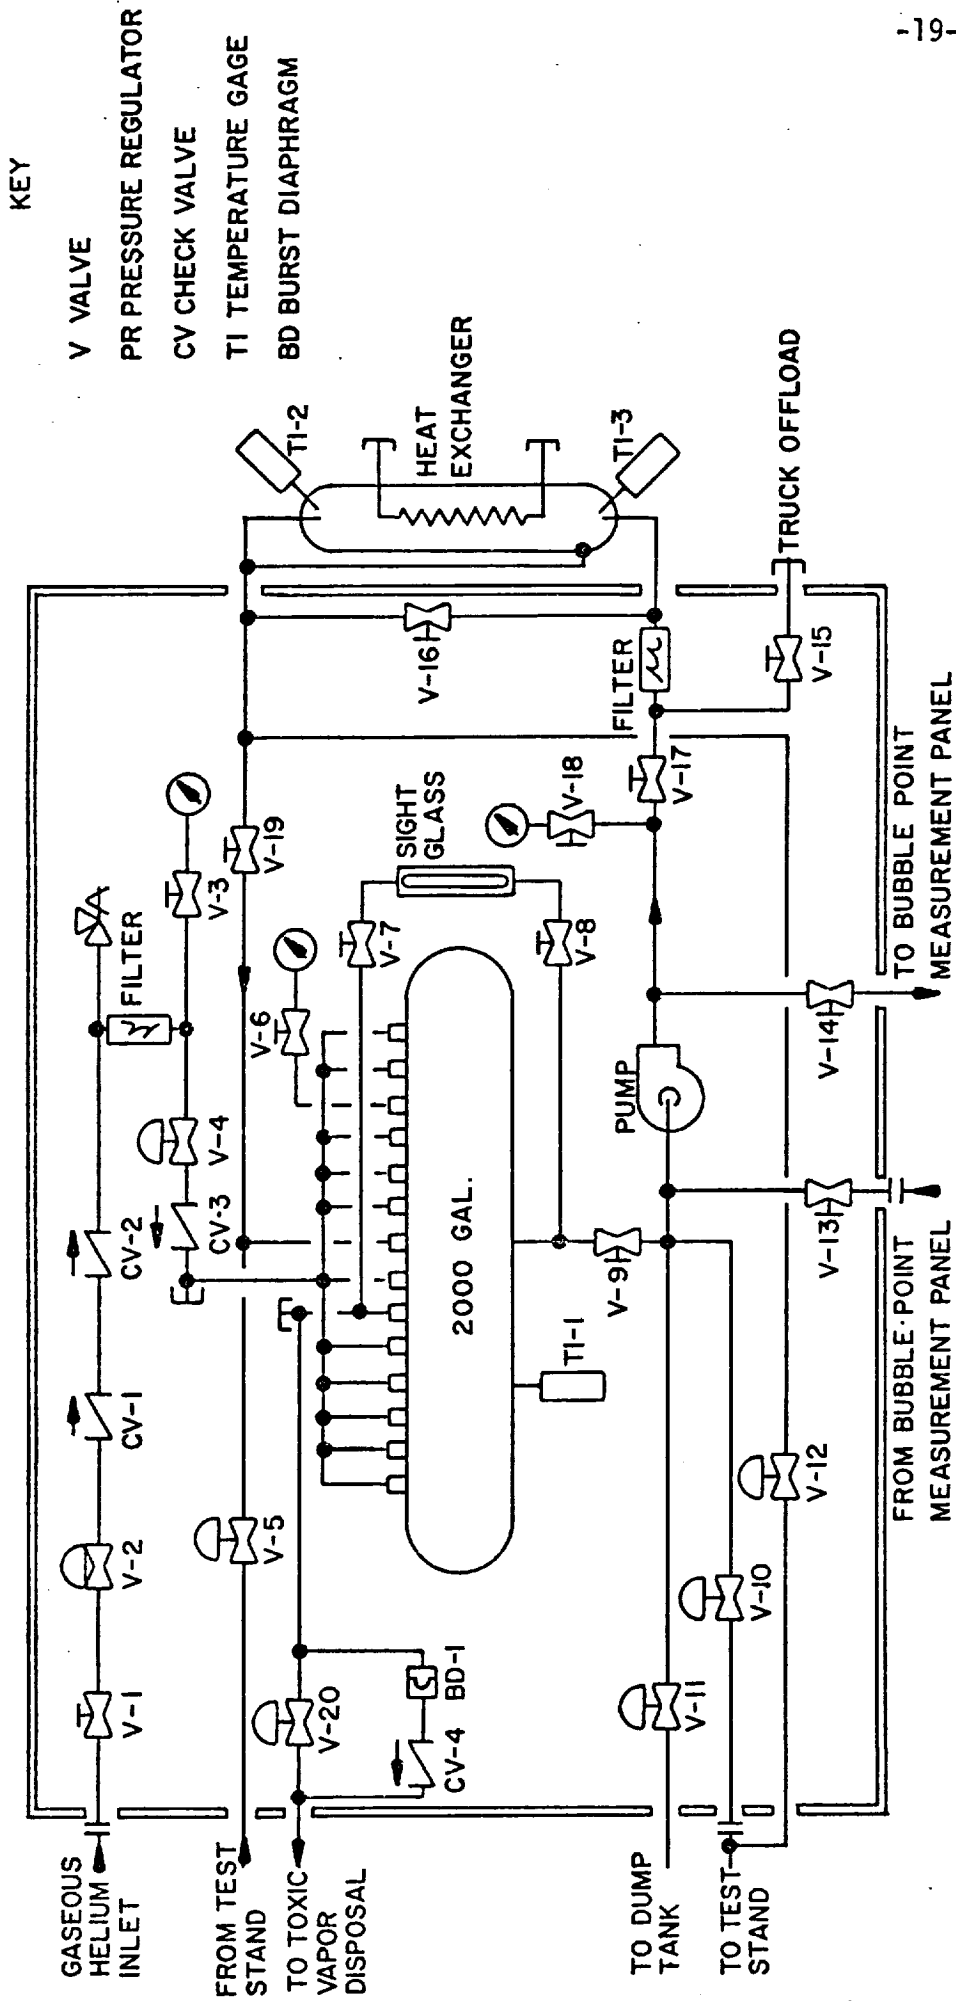 -19-
KEY
V VALVE
PR PRESSURE REGULATOR
CV CHECK VALVE
TI TEMPERATURE GAGE
BD BURST DIAPHRAGM
GASEOUS
HELIUM
INLET
V-1
V-2
CV-1
CV-2
FILTER
V-3
V-4
CV-3
FROM TEST
STAND
V-5
V-19
V-6
TO TOXIC
VAPOR
DISPOSAL
V-20
CV-4
BD-1
V-7
SIGHT
GLASS
V-8
2000 GAL.
TI-1
V-9
TI-2
HEAT
EXCHANGER
TI-3
V-16
FILTER
V-18
V-17
V-15
TRUCK OFFLOAD
PUMP
TO DUMP
TANK
V-11
TO TEST
STAND
V-10
V-12
V-13
V-14
FROM BUBBLE·POINT
MEASUREMENT PANEL
TO BUBBLE POINT
MEASUREMENT PANEL